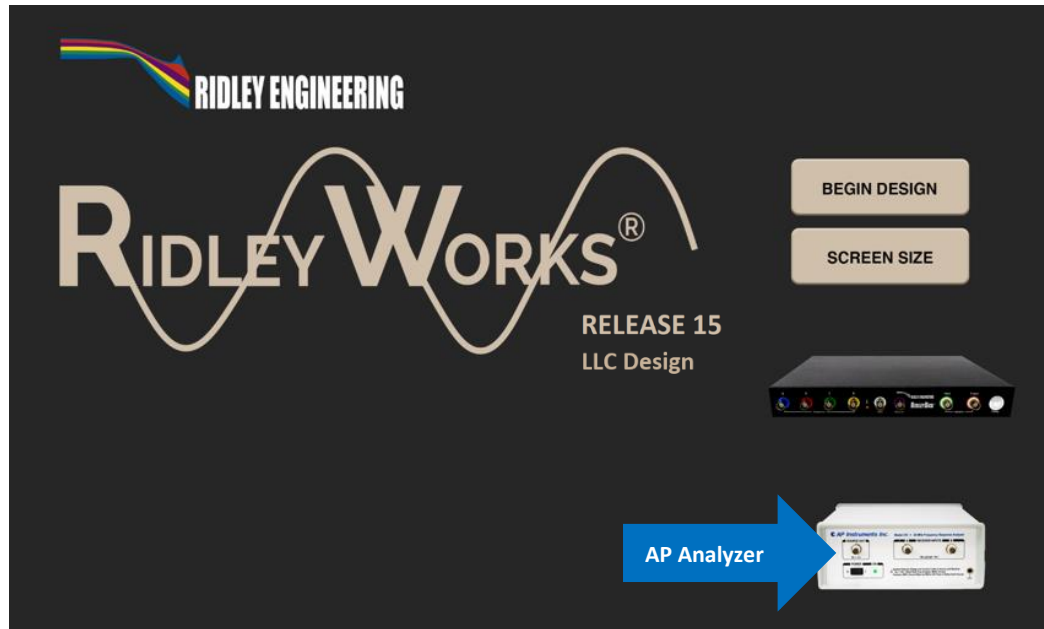 RIDLEY ENGINEERING
RIDLEYWORKS®
RELEASE 15
LLC Design
BEGIN DESIGN
SCREEN SIZE
AP Analyzer
AP Instruments Inc.